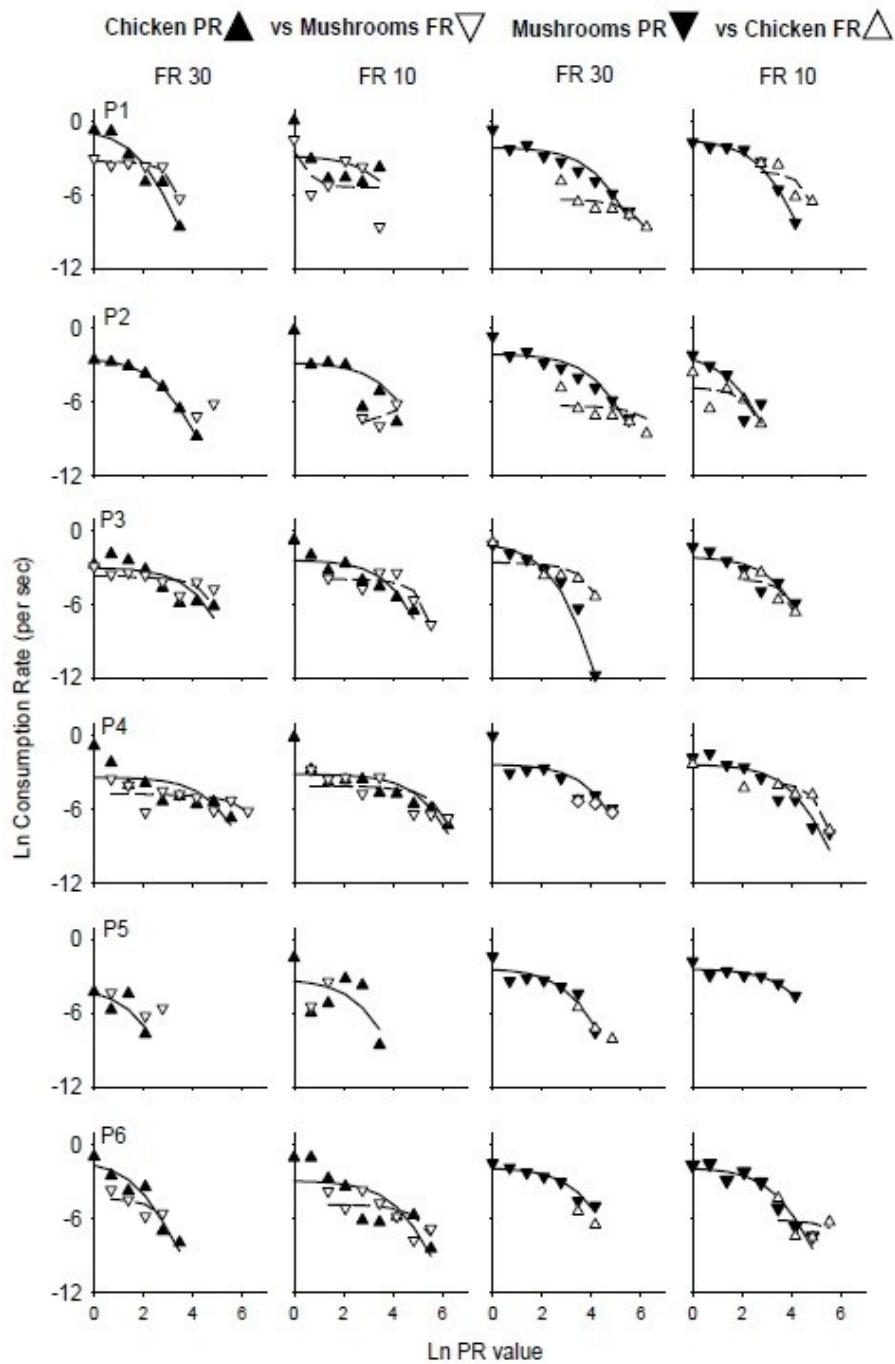 Chicken PR vs Mushrooms FR Mushrooms PR vs Chicken FR
FR 30 FR 10 FR 30 FR 10
P1
0
-6
-12
P2
0
-6
-12
P3
0
-6
-12
P4
0
-6
-12
P5
0
-6
-12
P6
0
-6
-12
0 2 4 6 0 2 4 6 0 2 4 6 0 2 4 6
Ln Consumption Rate (per sec)
Ln PR value